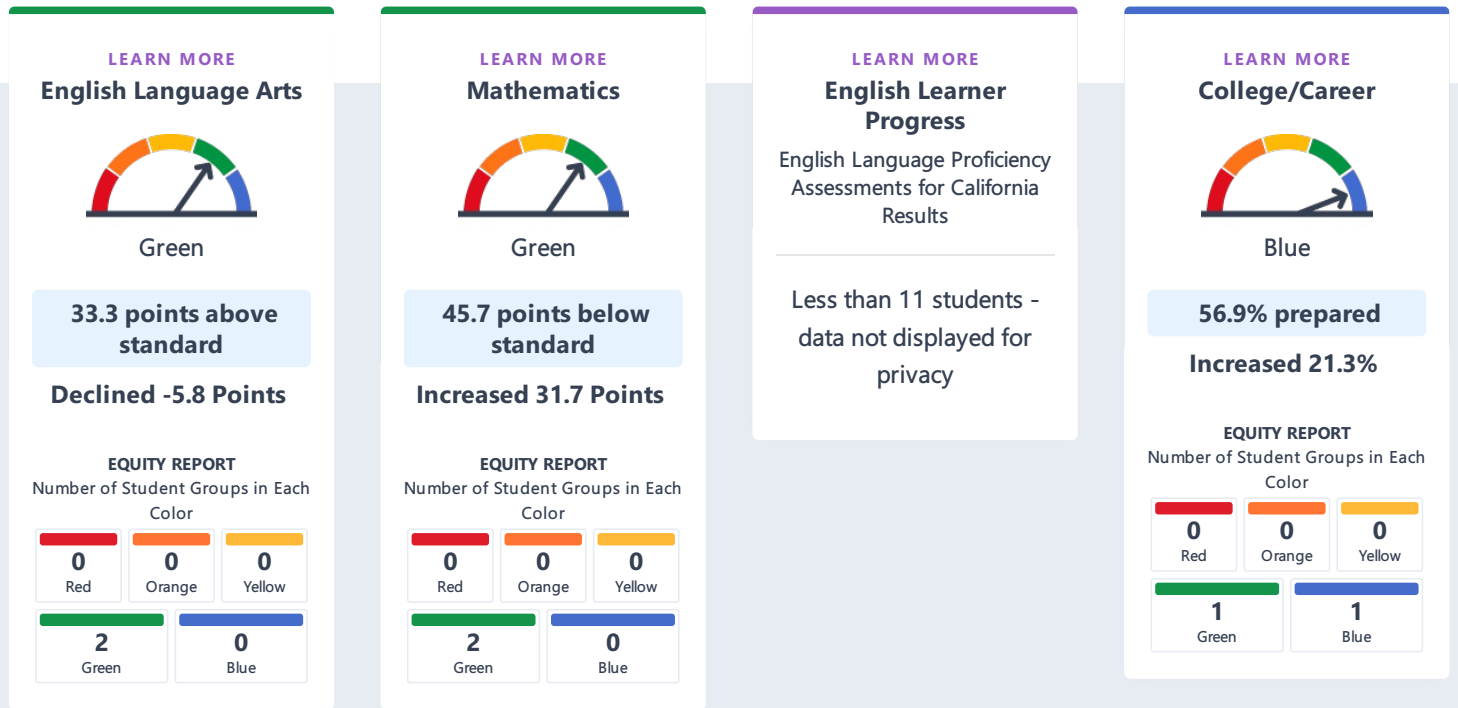 LEARN MORE
English Language Arts
Green
33.3 points above
standard
Declined -5.8 Points
EQUITY REPORT
Number of Student Groups in Each
Color
0
Red
0
Orange
0
Yellow
2
Green
0
Blue
LEARN MORE
Mathematics
Green
45.7 points below
standard
Increased 31.7 Points
EQUITY REPORT
Number of Student Groups in Each
Color
0
Red
0
Orange
0
Yellow
2
Green
0
Blue
LEARN MORE
English Learner
Progress
English Language Proficiency
Assessments for California
Results
Less than 11 students -
data not displayed for
privacy
LEARN MORE
College/Career
Blue
56.9% prepared
Increased 21.3%
EQUITY REPORT
Number of Student Groups in Each
Color
0
Red
0
Orange
0
Yellow
1
Green
1
Blue